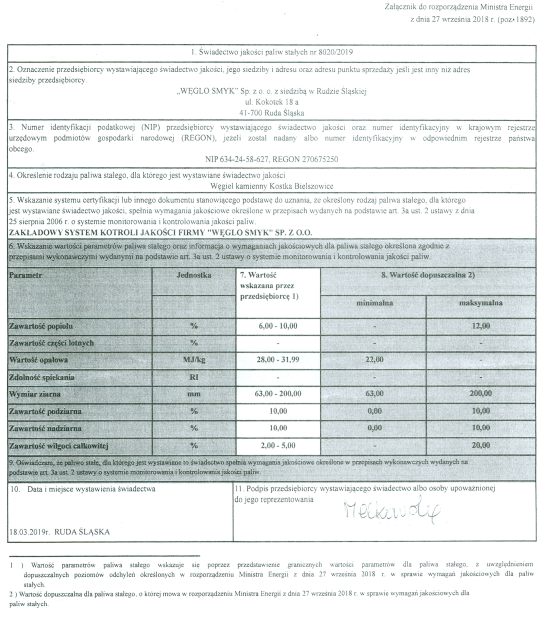 Załącznik do rozporządzenia Ministra Energii
z dnia 27 września 2018 r. (poz•1892)
1. Świadectwo jakości paliw stałych nr 8020/2019
2. Oznaczenie przedsiębiorcy wystawiającego świadectwo jakości, jego siedziby i adresu oraz adresu punktu sprzedaży jeśli jest inny niż adres
siedziby przedsiębiorcy.
„WĘGLO SMYK” Sp. z o. c. z siedzibą w Rudzie Śląskiej
ul. Kokotek 18 a
41-700 Ruda Śląska
3. Numer identyfikacji podatkowej (NIP) przedsiębiorcy wystawiającego świadectwo jakości oraz numer identyfikacyjny w krajowym rejestrze
urzędowym podmiotów gospodarki narodowej (REGON), jeżeli został nadany albo numer identyfikacyjny w odpowiednim rejestrze państwa
obcego.
NIP 634-24-58-627, REGON 270675250
4. Określenie rodzaju paliwa stałego, dla którego jest wystawiane świadectwo jakości
Węgiel kamienny Kostka Bielszowice
5. Wskazanie systemu certyfikacji lub innego dokumentu stanowiącego podstawę do uznania, ze określony rodzaj paliwa stałego, dla którego
jest wystawiane świadectwo jakości, spełnia wymagania jakościowe określone w przepisach wydanych na podstawie art. 3a ust. 2 ustawy z dnia
25 sierpnia 2006 r. o systemie monitorowania i kontrolowania jakości paliw.
ZAKŁADOWY SYSTEM KOTROLI JAKOŚCI FIRMY "WĘGLO SMYK" SP. Z O.O.
6. Wskazanie wartości parametrów paliwa stałego oraz informacja o wymaganiach jakościowych dla paliwa stałego określona zgodnie z
przepisami wykonawczymi wydanymi na podstawie art. 3a ust. 2 ustawy o systemie monitorowania i kontrolowania jakości paliw.
Parametr Jednostka 7. Wartość wskazana przez przedsiębiorcę 1) 8. Wartość dopuszczalna 2)
minimalna maksymalna
Zawartość popiołu % 6,00 - 10,00 - 12,00
Zawartość części lotnych % - - -
Wartość opałowa MJ/kg 28,00 - 31,99 22,00
Zdolność spiekania RI - - -
Wymiar ziarna mm 63,00 - 200,00 63,00 200,00
Zawartość podziarna % 10,00 0,00 10,00
Zawartość nadziarna % 10,00 0,00 10,00
Zawartość wilgoci całkowitej % 2,00 - 5,00 - 20,00
9. Oświadczam, że paliwo stałe, dla którego jest wystawiane to świadectwo spełnia wymagania jakościowe określone w przepisach wykonawczych wydanych na
podstawie art. 3a ust. 2 ustawy o systemie monitorowania i kontrolowania jakości paliw.
10. Data i miejsce wystawienia świadectwa
11. Podpis przedsiębiorcy wystawiającego świadectwo albo osoby upoważnionej
do jego reprezentowania
18.03.2019r. RUDA ŚLĄSKA
1 ) Wartość parametrów paliwa stałego wskazuje się poprzez przedstawienie granicznych wartości parametrów dla paliwa stałego, z uwzględnieniem
dopuszczalnych poziomów odchyleń określonych w rozporządzeniu Ministra Energii z dnia 27 września 2018 r. w sprawie wymagań jakościowych dla paliw
stałych.
2 ) Wartość dopuszczalna dla paliwa stałego, o której mowa w rozporządzeniu Ministra Energii z dnia 27 września 2018 r. w sprawie wymagań jakościowych dla
paliw stałych.